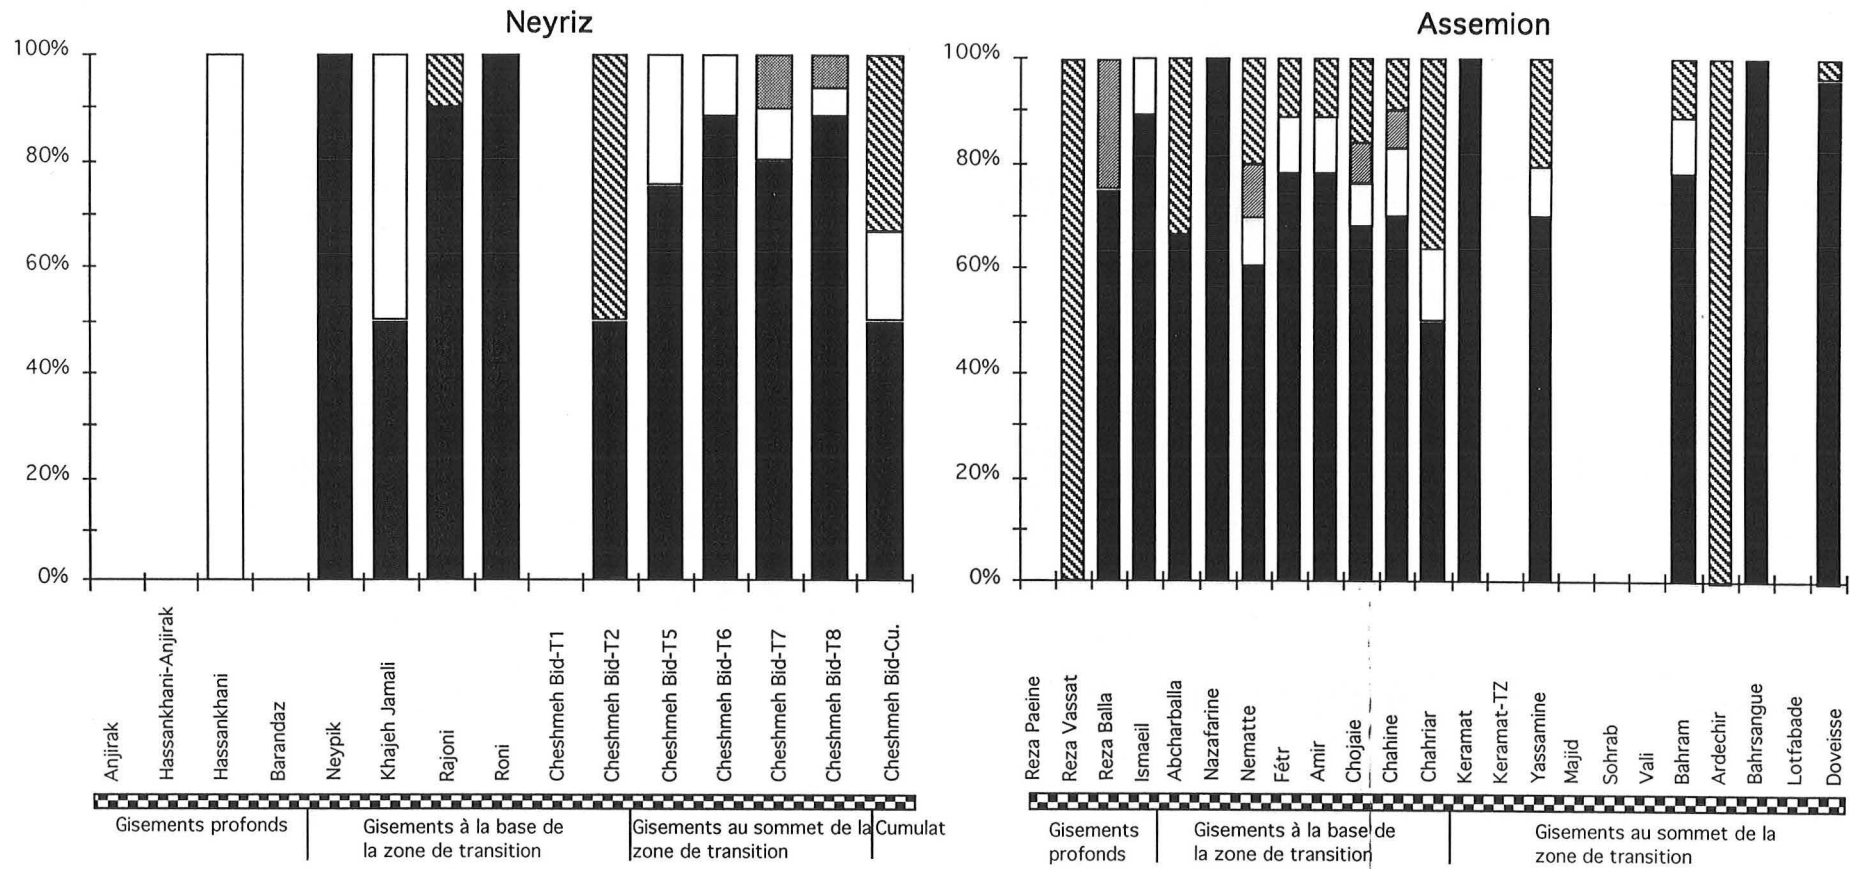 Neyriz
100%
80%
60%
40%
20%
0%
Anjirak
Hassankhani-Anjirak
Hassankhani
Barandaz
Neypik
Khajeh Jamali
Rajoni
Roni
Cheshmeh Bid-T1
Cheshmeh Bid-T2
Cheshmeh Bid-T5
Cheshmeh Bid-T6
Cheshmeh Bid-T7
Cheshmeh Bid-T8
Cheshmeh Bid-Cu.
Gisements profonds
Gisements à la base de
la zone de transition
Gisements au sommet de la
zone de transition
Cumulat
Assemion
100%
80%
60%
40%
20%
0%
Reza Paeine
Reza Vassat
Reza Balla
Ismaeil
Abcharballa
Nazafarine
Nematte
Fétr
Amir
Chojaie
Chahine
Chahriar
Keramat
Keramat-TZ
Yassamine
Majid
Sohrab
Vali
Bahram
Ardechir
Bahrsangue
Lotfabade
Doveisse
Gisements
profonds
Gisements à la base de
la zone de transition
Gisements au sommet de la
zone de transition